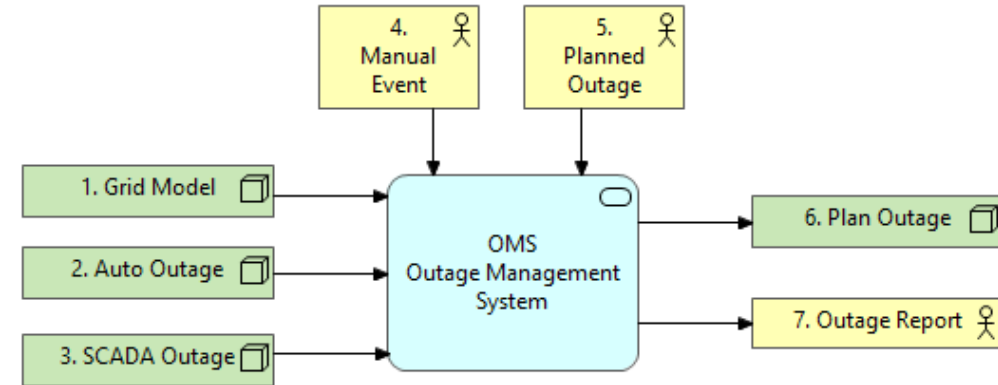 4.
Manual
Event
5.
Planned
Outage
1. Grid Model
2. Auto Outage
3. SCADA Outage
OMS
Outage Management
System
6. Plan Outage
7. Outage Report